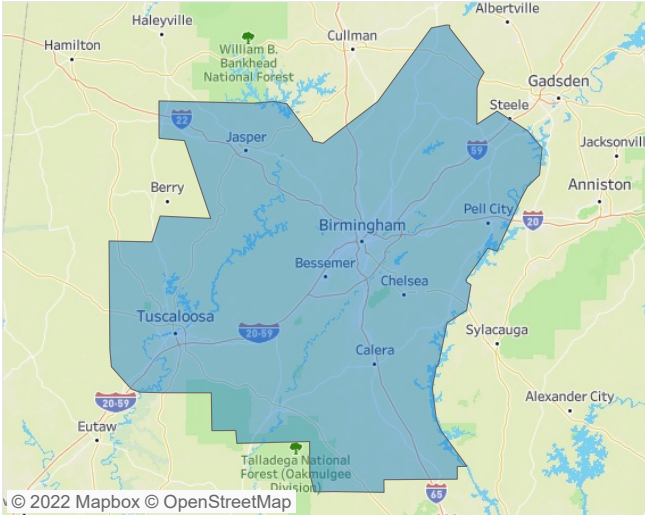 Albertville
Haleyville
Cullman
Hamilton
William B.
Bankhead
National Forest
Gadsden
Steele
22
Jasper
59
Jacksonvill
Berry
Anniston
Pell City
20
Birmingham
Bessemer
Chelsea
Tuscaloosa
20-59
Sylacauga
Calera
20-59
Alexander City
Eutaw
Talladega National
Forest (Oakmulgee
Division)
65
© 2022 Mapbox © OpenStreetMap